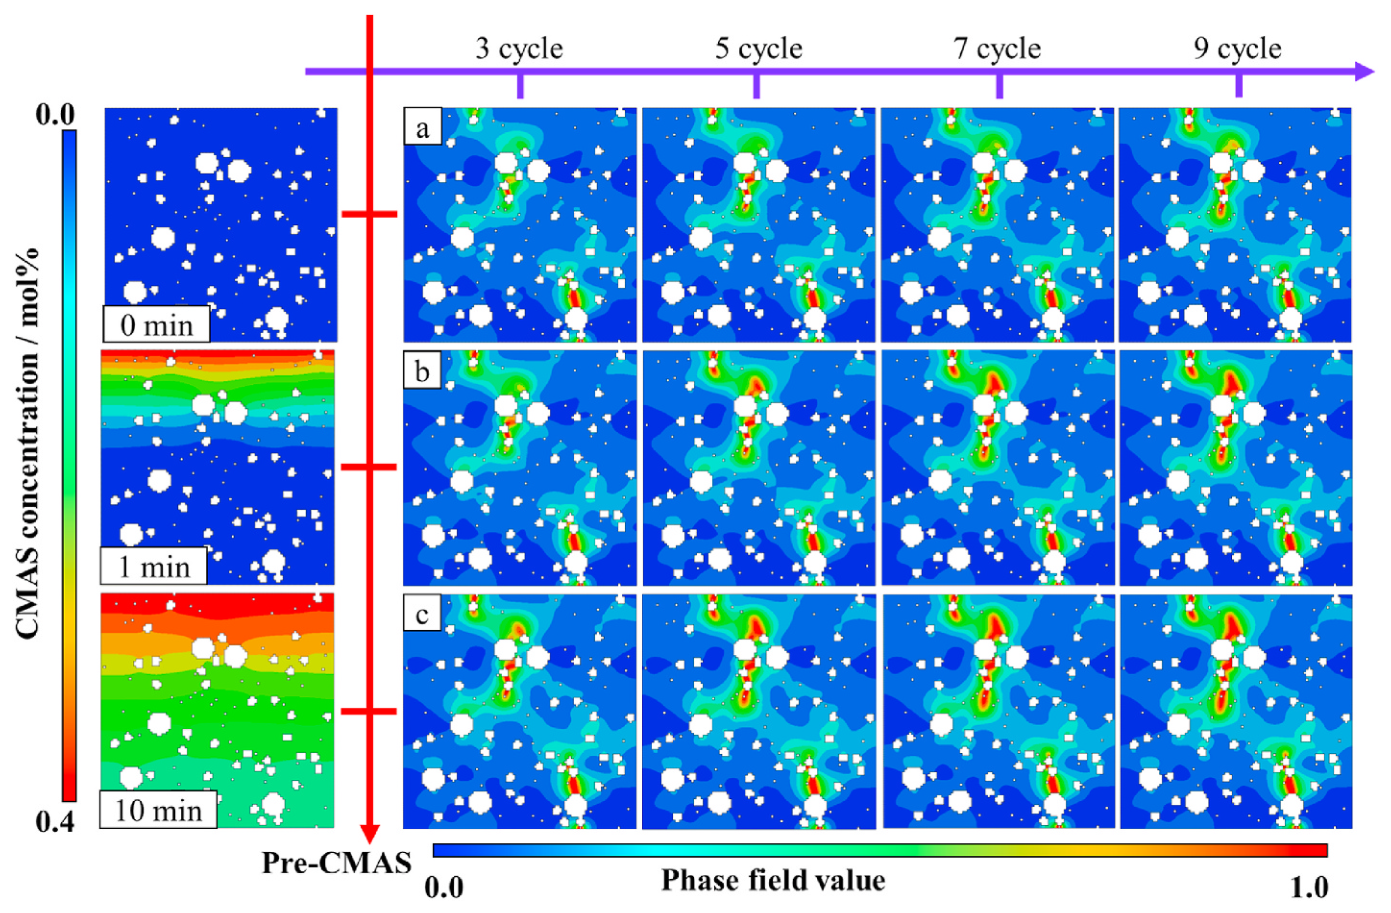 3 cycle
5 cycle
7 cycle
9 cycle
0.0
CMAS concentration / mol%
0.4
0 min
a
1 min
b
10 min
c
Pre-CMAS
0.0
Phase field value
1.0